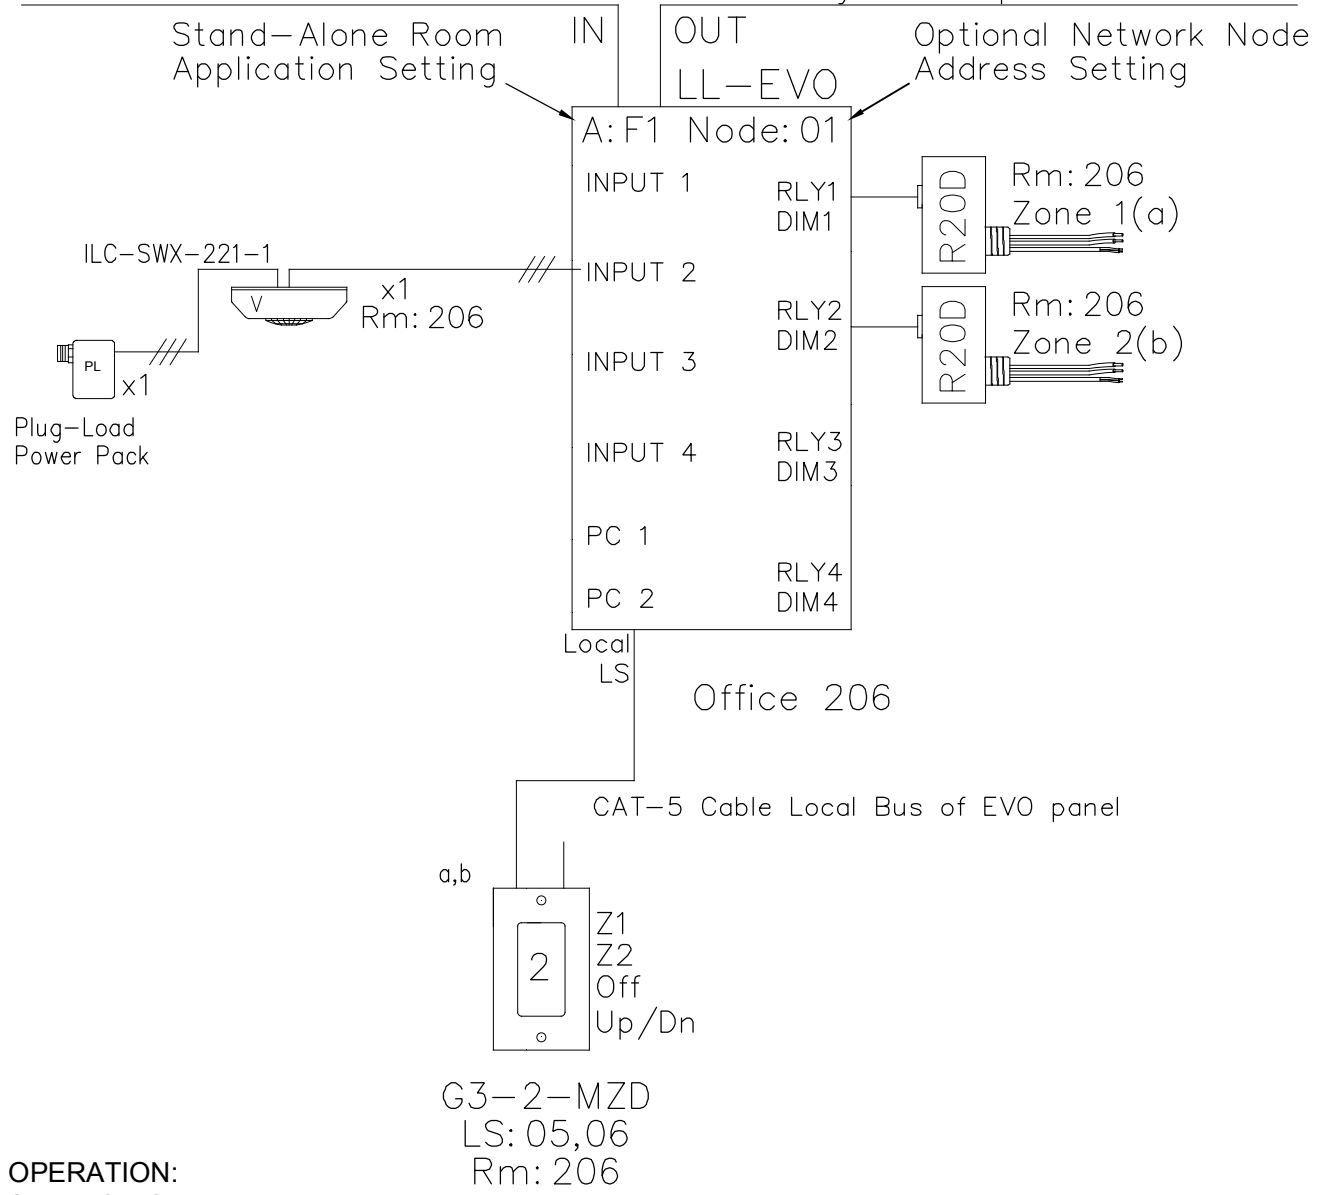 IN OUT
Stand-Alone Room
Application Setting
Optional Network Node
Address Setting
LL-EVO
A:F1 Node:01
INPUT 1
RLY1
DIM1
R20D
Rm:206
Zone 1(a)
ILC-SWX-221-1
V
x1
Rm:206
INPUT 2
RLY2
DIM2
R20D
Rm:206
Zone 2(b)
PL
x1
Plug-Load
Power Pack
INPUT 3
INPUT 4
RLY3
DIM3
PC 1
PC 2
RLY4
DIM4
Local
LS
Office 206
CAT-5 Cable Local Bus of EVO panel
a,b
2
Z1
Z2
Off
Up/Dn
G3-2-MZD
LS:05,06
Rm:206
OPERATION: